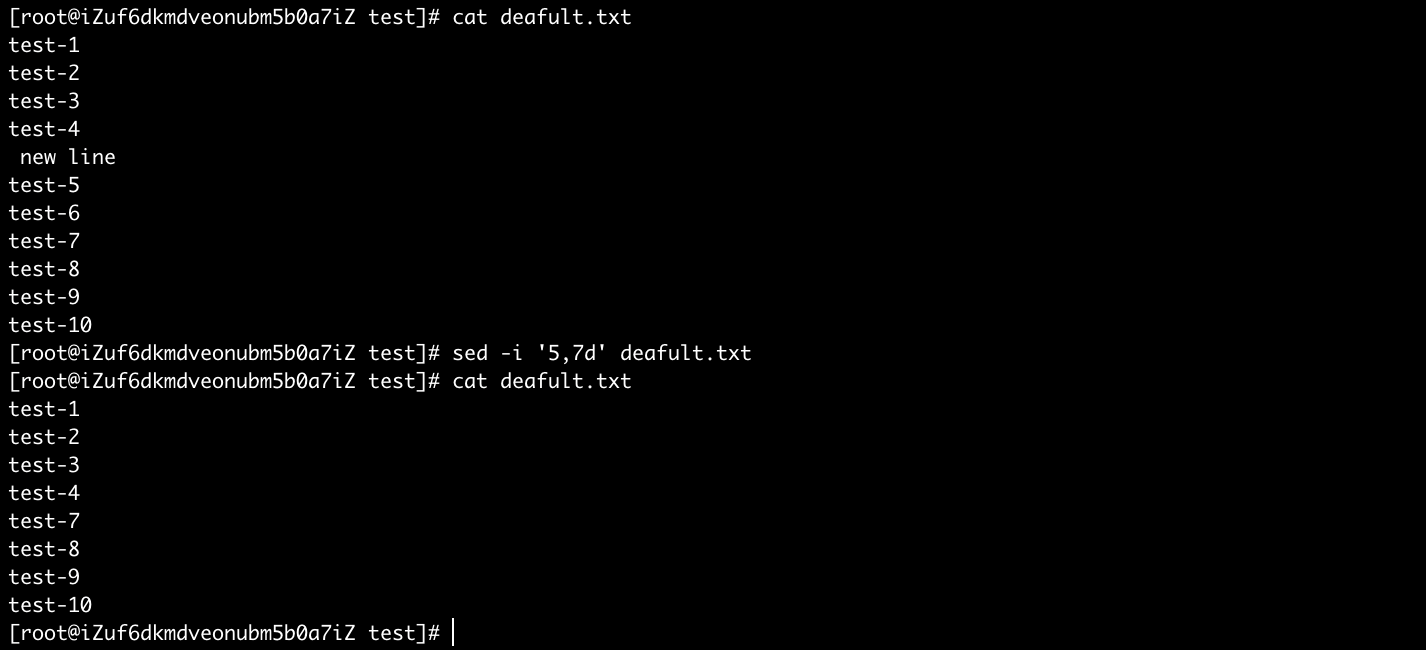 [root@iZuf6dkmdveonubm5b0a7iZ test]# cat deafult.txt
test-1
test-2
test-3
test-4
 new line
test-5
test-6
test-7
test-8
test-9
test-10
[root@iZuf6dkmdveonubm5b0a7iZ test]# sed -i '5,7d' deafult.txt
[root@iZuf6dkmdveonubm5b0a7iZ test]# cat deafult.txt
test-1
test-2
test-3
test-4
test-7
test-8
test-9
test-10
[root@iZuf6dkmdveonubm5b0a7iZ test]#